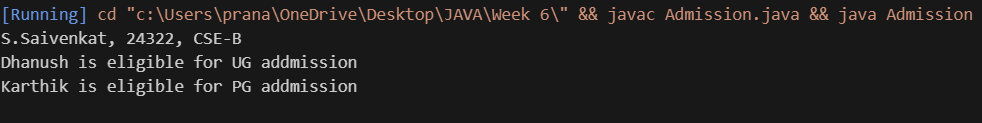 [Running] cd "c:\Users\prana\OneDrive\Desktop\JAVA\Week 6\" && javac Admission.java && java Admission
S.Saivenkat, 24322, CSE-B
Dhanush is eligible for UG addmission
Karthik is eligible for PG addmission